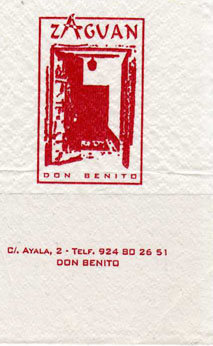 ZAGUAN
DON BENITO
C/. AYALA, 2 - TELF. 924 80 26 51
DON BENITO